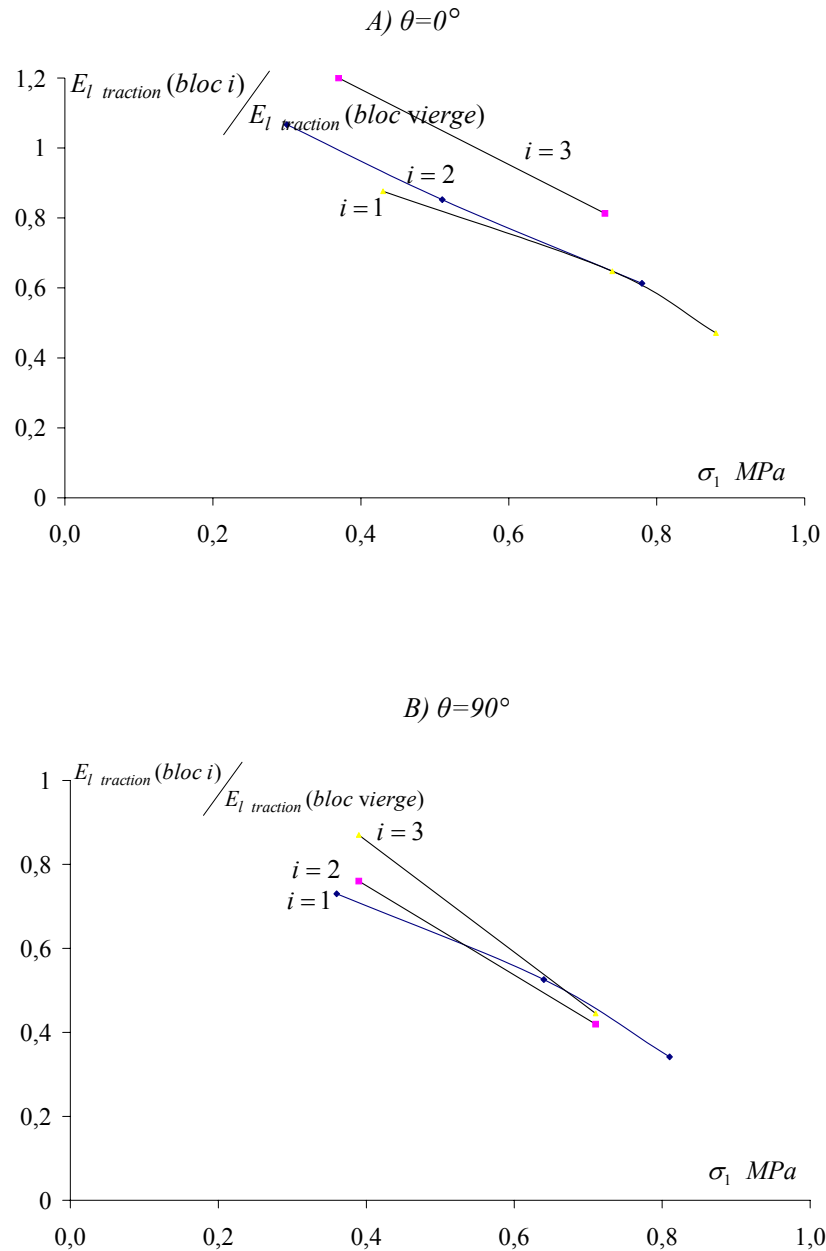 A) θ=0°
1,2
E_l traction (bloc i) / E_l traction (bloc vierge)
1
i = 3
i = 2
i = 1
0,8
0,6
0,4
0,2
σ₁ MPa
0
0,0 0,2 0,4 0,6 0,8 1,0
B) θ=90°
1
E_l traction (bloc i) / E_l traction (bloc vierge)
i = 3
i = 2
0,8
i = 1
0,6
0,4
0,2
σ₁ MPa
0
0,0 0,2 0,4 0,6 0,8 1,0